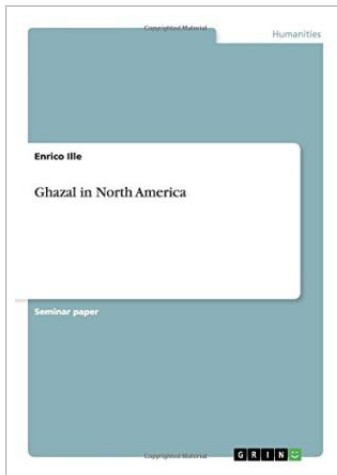 Copyrighted Material
Humanities
Enrico Ille
Ghazal in North America
Seminar paper
Copyrighted Material
GRIN